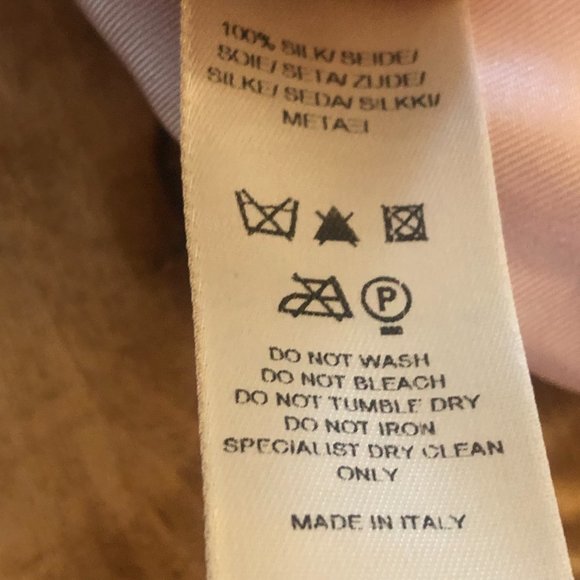 100% SILK/ SEIDE/
SOIE/ SETA/ ZIJDE/
SILKE/ SEDA/ SILKKI/
ΜΕΤΑΞΙ
P
DO NOT WASH
DO NOT BLEACH
DO NOT TUMBLE DRY
DO NOT IRON
SPECIALIST DRY CLEAN
ONLY
MADE IN ITALY